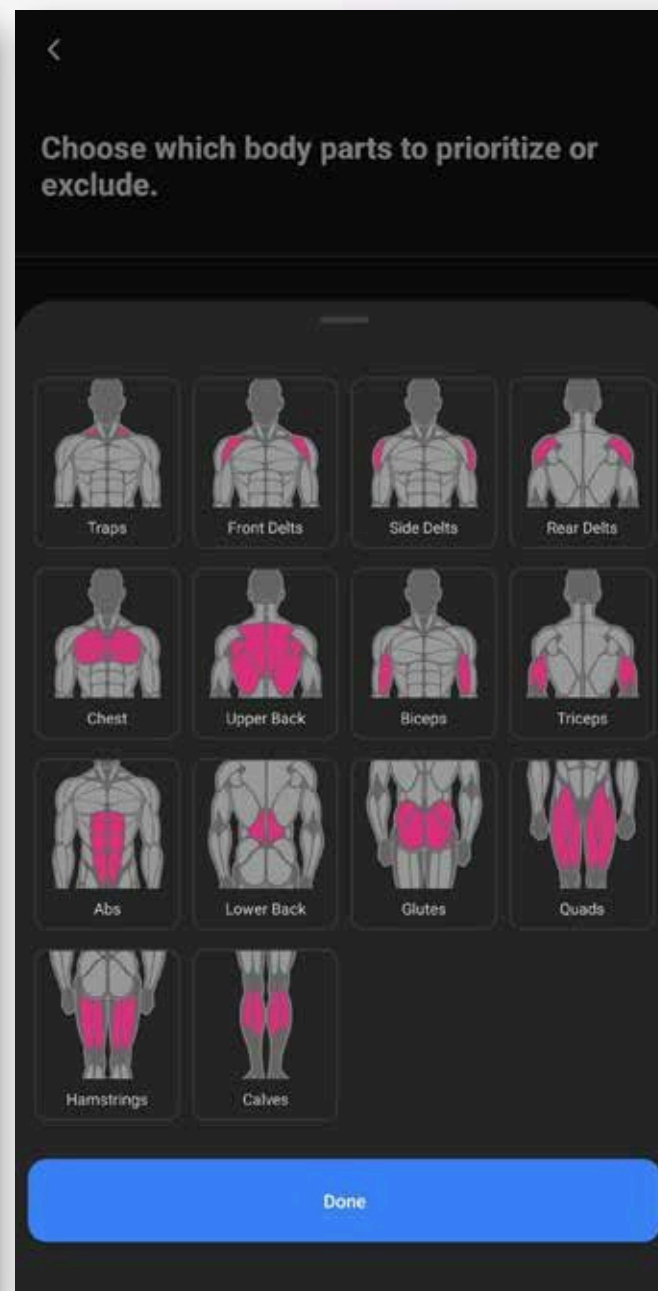 Choose which body parts to prioritize or
exclude.
Traps
Front Delts
Side Delts
Rear Delts
Chest
Upper Back
Biceps
Triceps
Abs
Lower Back
Glutes
Quads
Hamstrings
Calves
Done